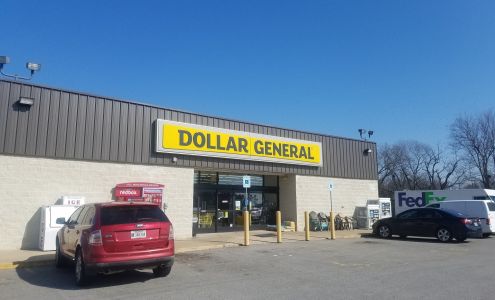 DOLLAR GENERAL
redbox
ICE
FedEx